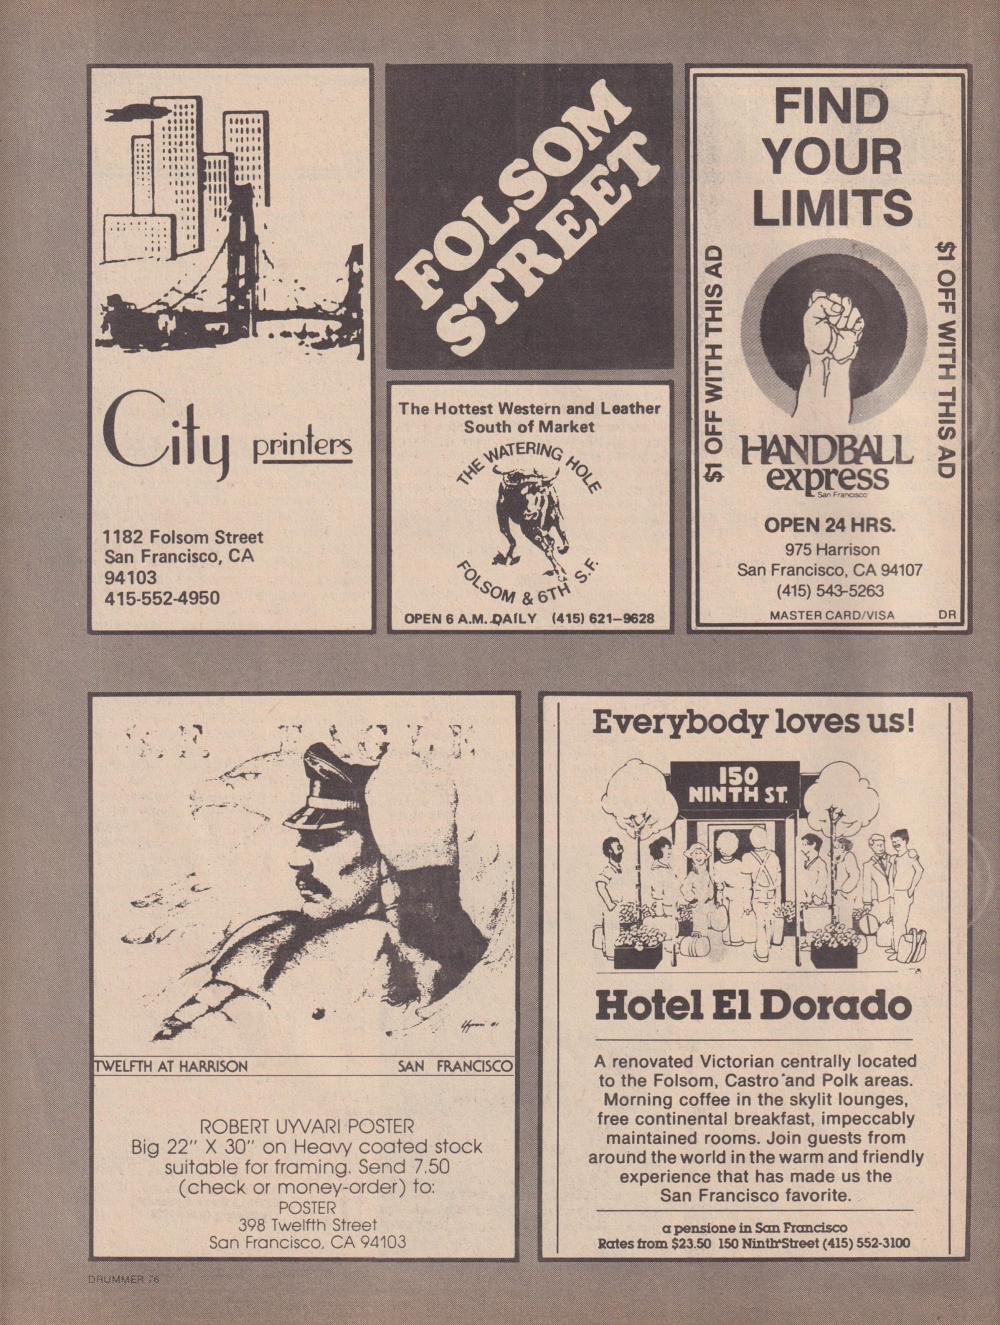 City printers
1182 Folsom Street
San Francisco, CA
94103
415-552-4950
FOLSOM
STREET
The Hottest Western and Leather
South of Market
THE WATERING HOLE
FOLSOM & 6TH S.F.
OPEN 6 A.M. DAILY (415) 621-9628
FIND
YOUR
LIMITS
$1 OFF WITH THIS AD
$1 OFF WITH THIS AD
HANDBALL
express
San Francisco
OPEN 24 HRS.
975 Harrison
San Francisco, CA 94107
(415) 543-5263
MASTER CARD/VISA DR
TWELFTH AT HARRISON SAN FRANCISCO
ROBERT UYVARI POSTER
Big 22" X 30" on Heavy coated stock
suitable for framing. Send 7.50
(check or money-order) to:
POSTER
398 Twelfth Street
San Francisco, CA 94103
Everybody loves us!
150
NINTH ST.
Hotel El Dorado
A renovated Victorian centrally located
to the Folsom, Castro and Polk areas.
Morning coffee in the skylit lounges,
free continental breakfast, impeccably
maintained rooms. Join guests from
around the world in the warm and friendly
experience that has made us the
San Francisco favorite.
a pensione in San Francisco
Rates from $23.50 150 Ninth Street (415) 552-3100
DRUMMER 76